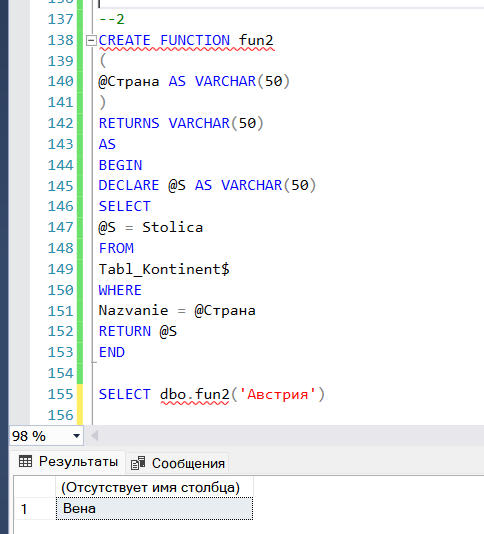 137 --2
138 CREATE FUNCTION fun2
139 (
140 @Страна AS VARCHAR(50)
141 )
142 RETURNS VARCHAR(50)
143 AS
144 BEGIN
145 DECLARE @S AS VARCHAR(50)
146 SELECT
147 @S = Stolica
148 FROM
149 Tabl_Kontinent$
150 WHERE
151 Nazvanie = @Страна
152 RETURN @S
153 END
154
155 SELECT dbo.fun2('Австрия')
156
98 %
Результаты Сообщения
(Отсутствует имя столбца)
1 Вена